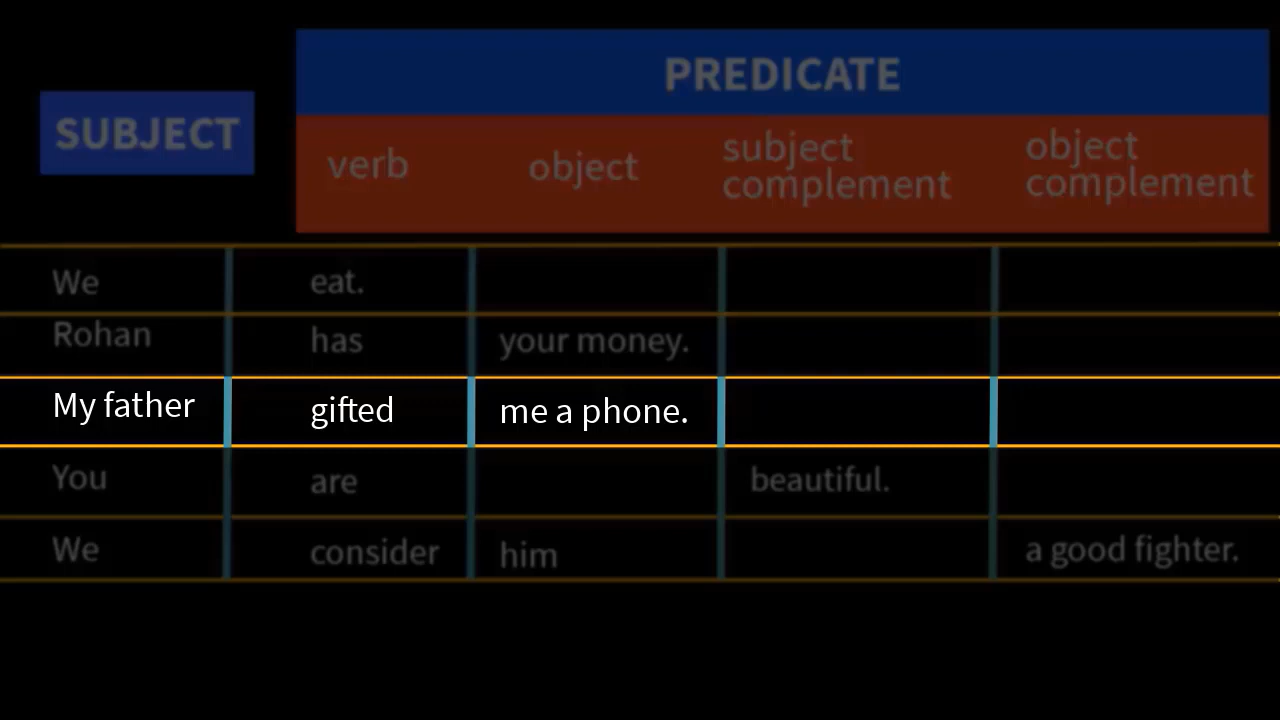 PREDICATE
SUBJECT
verb object subject complement object complement
We eat.
Rohan has your money.
My father gifted me a phone.
You are beautiful.
We consider him a good fighter.